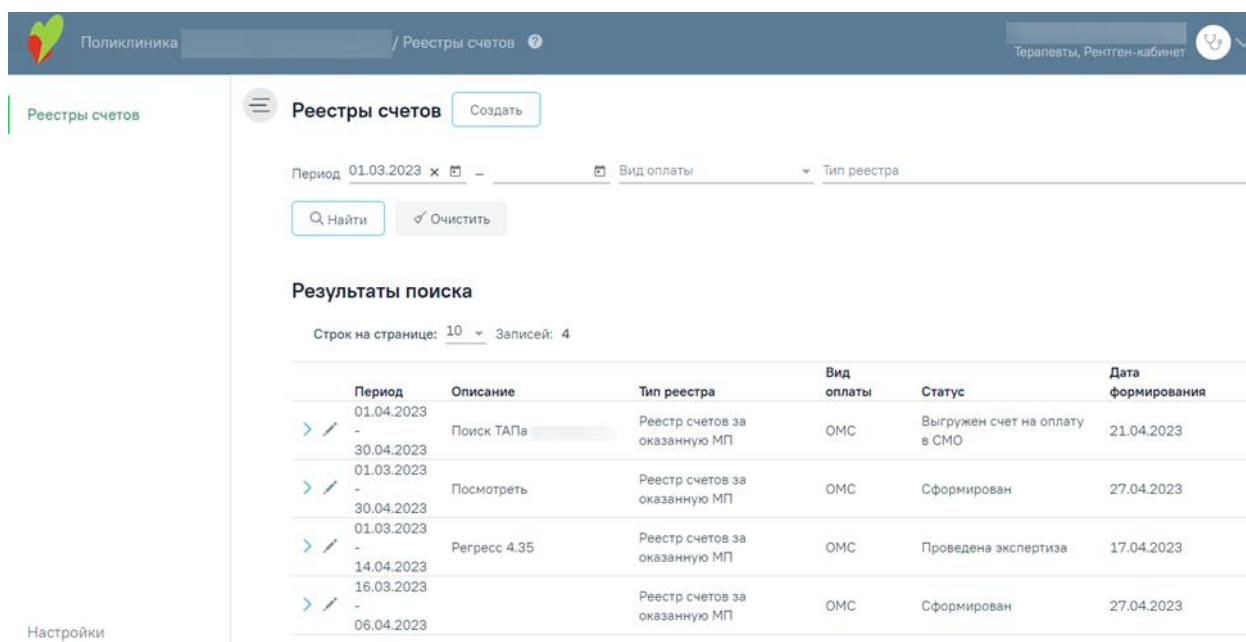 Поликлиника / Реестры счетов ?
Терапевты, Рентген-кабинет
Реестры счетов
Реестры счетов Создать
Период 01.03.2023 × – Вид оплаты Тип реестра
Найти Очистить
Результаты поиска
Строк на странице: 10 Записей: 4
Вид Дата
Период Описание Тип реестра оплаты Статус формирования
01.04.2023
- Поиск ТАПа Реестр счетов за оказанную МП ОМС Выгружен счет на оплату в СМО 21.04.2023
30.04.2023
01.03.2023
- Посмотреть Реестр счетов за оказанную МП ОМС Сформирован 27.04.2023
30.04.2023
01.03.2023
- Регресс 4.35 Реестр счетов за оказанную МП ОМС Проведена экспертиза 17.04.2023
14.04.2023
16.03.2023
- Реестр счетов за оказанную МП ОМС Сформирован 27.04.2023
06.04.2023
Настройки